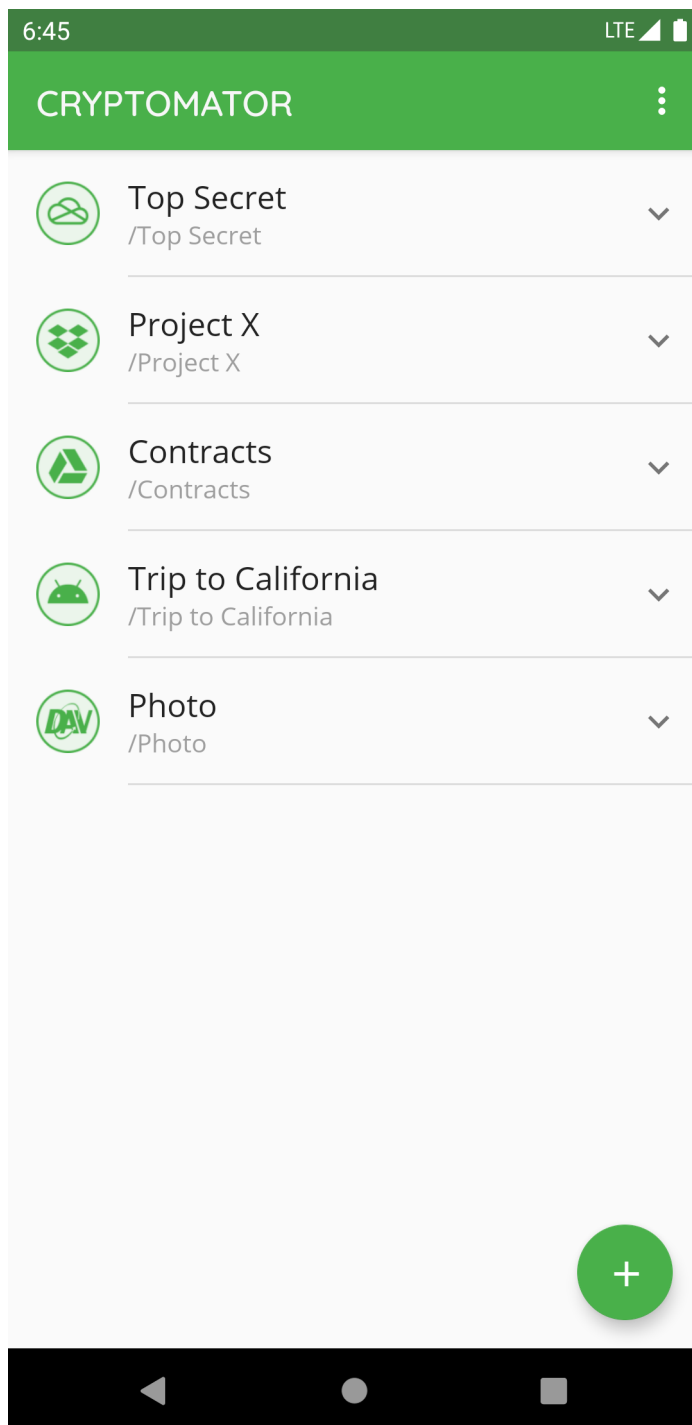 6:45
LTE
CRYPTOMATOR
Top Secret
/Top Secret
Project X
/Project X
Contracts
/Contracts
Trip to California
/Trip to California
DAV
Photo
/Photo